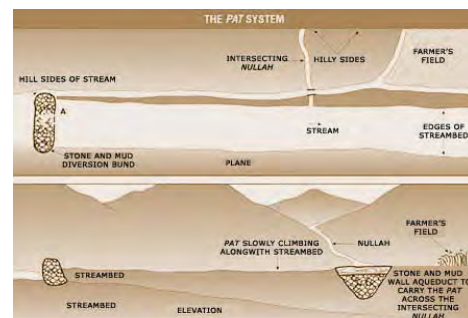 THE PAT SYSTEM
INTERSECTING
NULLAH
HILLY SIDES
FARMER'S
FIELD
HILL SIDES OF STREAM
A
STREAM
EDGES OF
STREAMBED
STONE AND MUD
DIVERSION BUND
PLANE
PAT SLOWLY CLIMBING
ALONGWITH STREAMBED
NULLAH
FARMER'S
FIELD
STREAMBED
STONE AND MUD
WALL AQUEDUCT TO
CARRY THE PAT
ACROSS THE
INTERSECTING
NULLAH
STREAMBED
ELEVATION